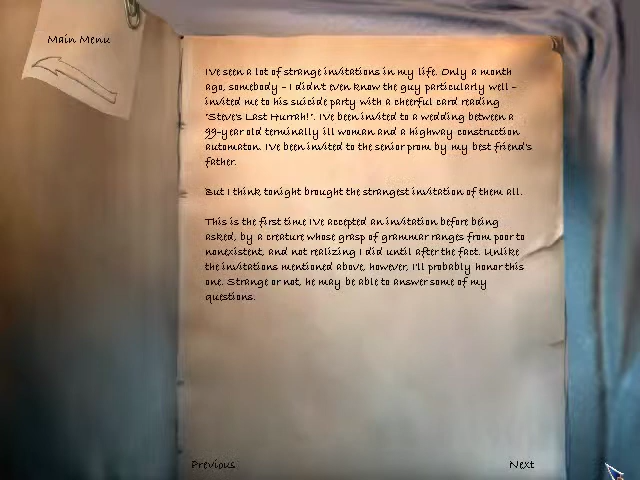 Main Menu
I've seen a lot of strange invitations in my life. Only a month
ago, somebody - I didn't even know the guy particularly well -
invited me to his suicide party with a cheerful card reading
"Steve's Last Hurrah!". I've been invited to a wedding between a
99-year old terminally ill woman and a highway construction
automaton. I've been invited to the senior prom by my best friend's
father.
But I think tonight brought the strangest invitation of them all.
This is the first time I've accepted an invitation before being
asked, by a creature whose grasp of grammar ranges from poor to
nonexistent, and not realizing I did until after the fact. Unlike
the invitations mentioned above, however, I'll probably honor this
one. Strange or not, he may be able to answer some of my
questions.
Previous
Next